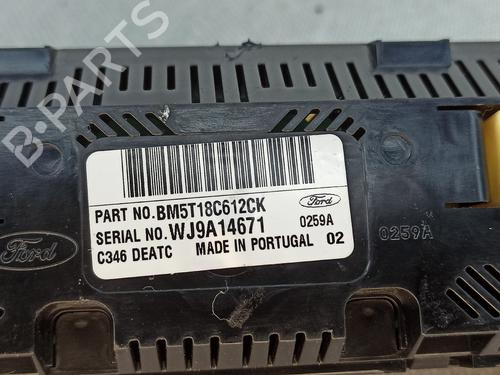 B-PARTS
PART NO.BM5T18C612CK
SERIAL NO.WJ9A14671
C346 DEATC MADE IN PORTUGAL 02
Ford
0259A
Ford
0259A